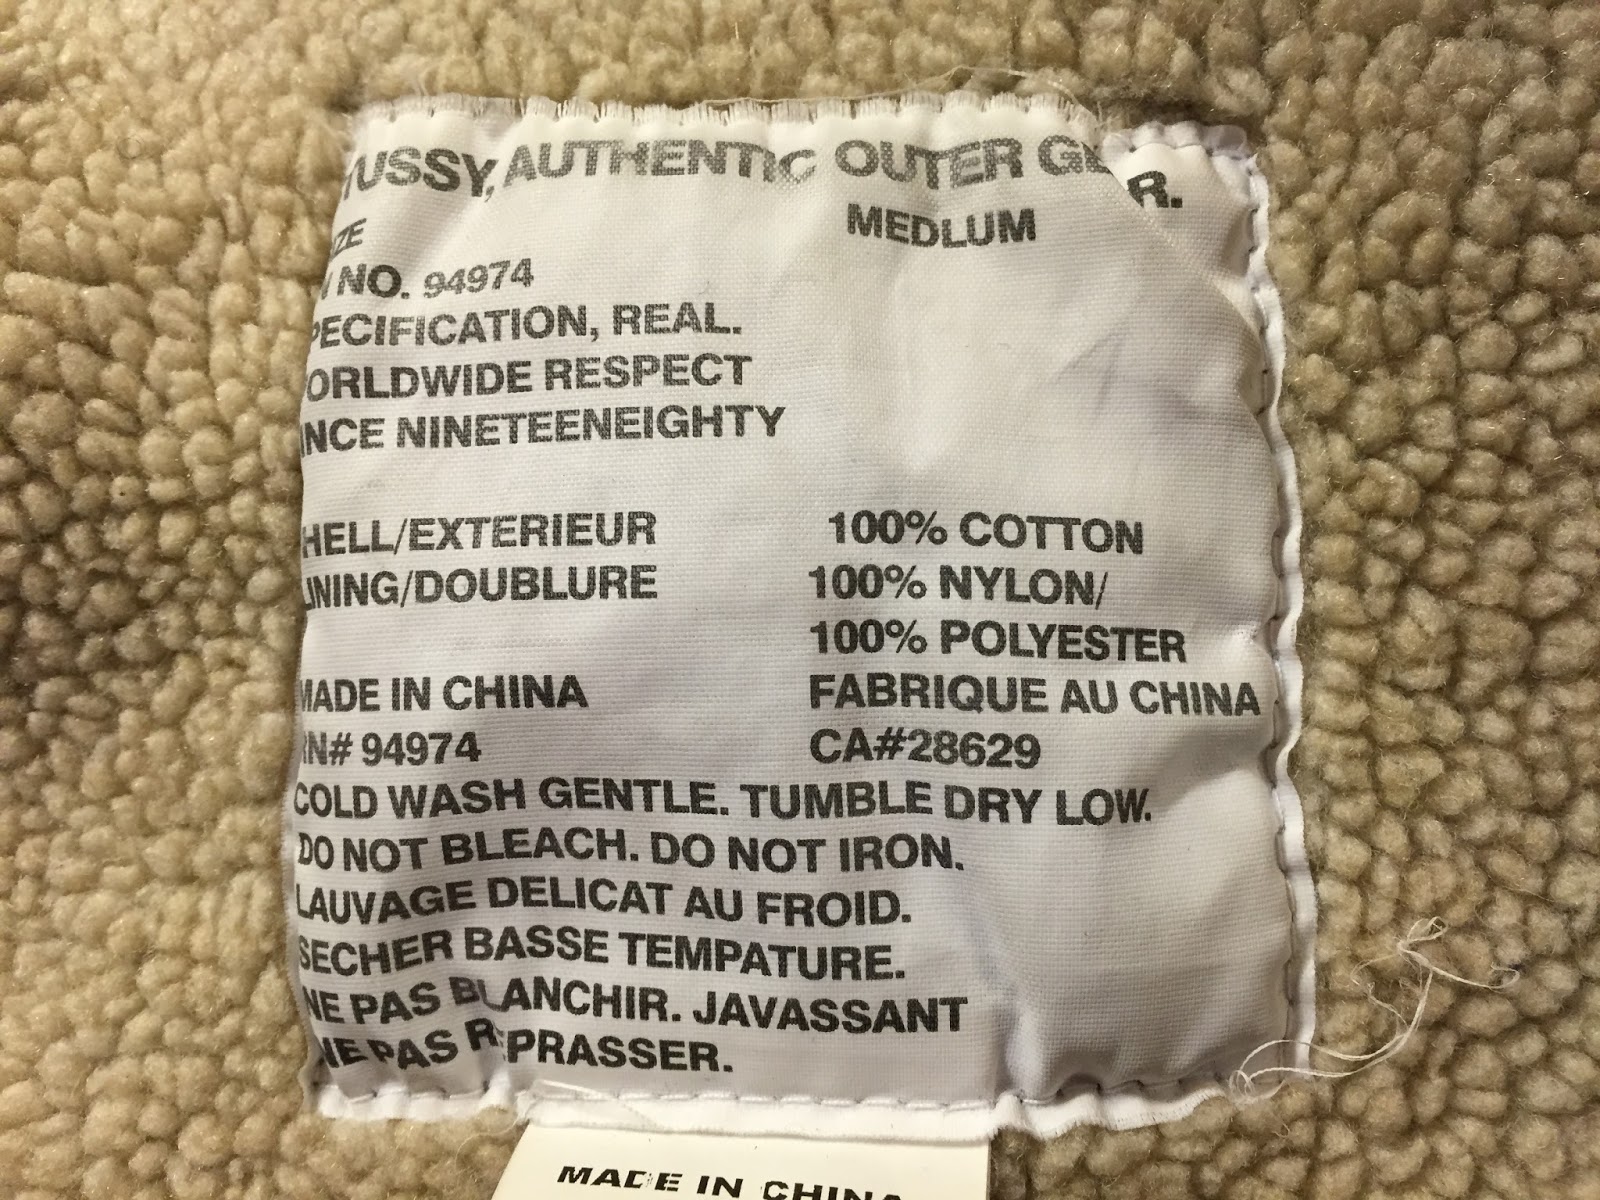 TUSSY, AUTHENTIC OUTER GE R.
ZE MEDLUM
NO. 94974
PECIFICATION, REAL.
ORLDWIDE RESPECT
INCE NINETEENEIGHTY
HELL/EXTERIEUR 100% COTTON
LINING/DOUBLURE 100% NYLON/
100% POLYESTER
MADE IN CHINA FABRIQUE AU CHINA
RN# 94974 CA#28629
COLD WASH GENTLE. TUMBLE DRY LOW.
DO NOT BLEACH. DO NOT IRON.
LAUVAGE DELICAT AU FROID.
SECHER BASSE TEMPATURE.
NE PAS BLANCHIR. JAVASSANT
NE PAS REPRASSER.
MADE IN CHINA